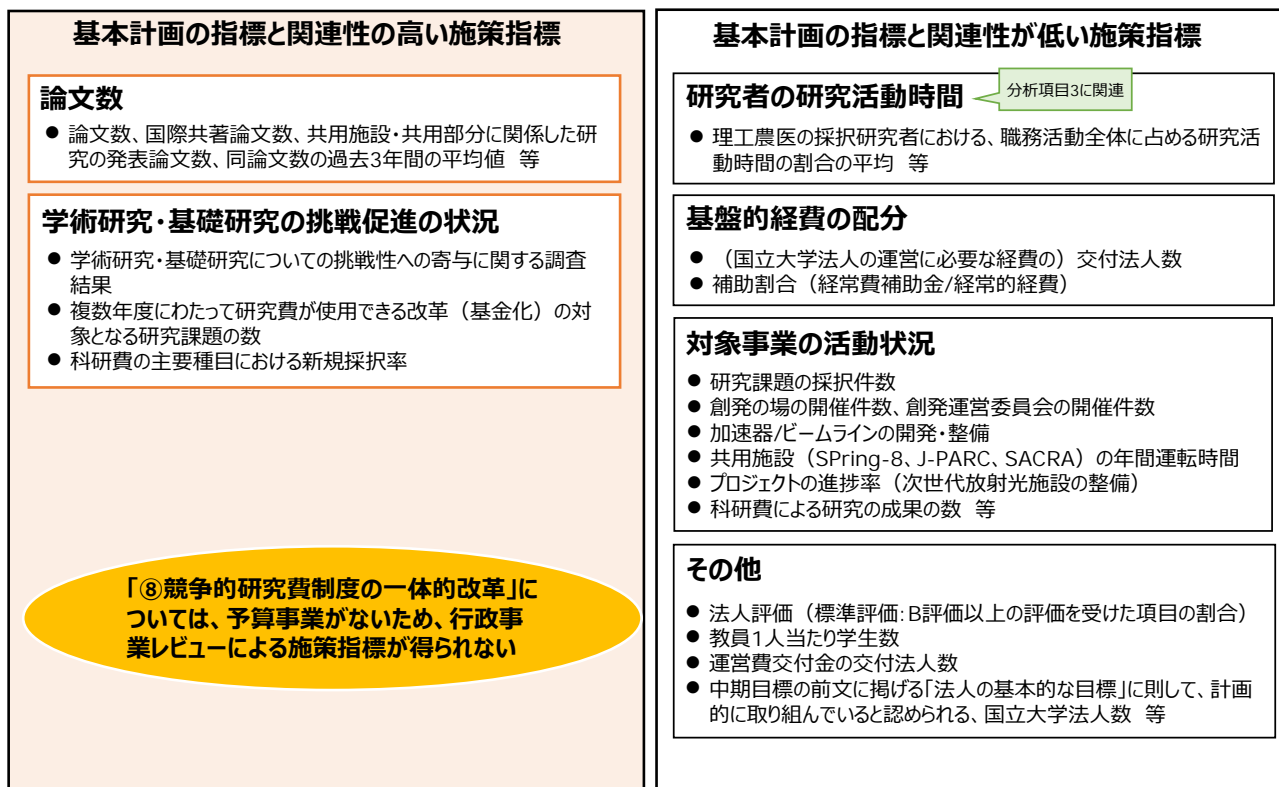 基本計画の指標と関連性の高い施策指標
論文数
● 論文数、国際共著論文数、共用施設・共用部分に関係した研
究の発表論文数、同論文数の過去3年間の平均値 等
学術研究・基礎研究の挑戦促進の状況
● 学術研究・基礎研究についての挑戦性への寄与に関する調査
結果
● 複数年度にわたって研究費が使用できる改革（基金化）の対
象となる研究課題の数
● 科研費の主要種目における新規採択率
「⑧競争的研究費制度の一体的改革」に
ついては、予算事業がないため、行政事
業レビューによる施策指標が得られない
基本計画の指標と関連性が低い施策指標
研究者の研究活動時間
分析項目3に関連
● 理工農医の採択研究者における、職務活動全体に占める研究活
動時間の割合の平均 等
基盤的経費の配分
● （国立大学法人の運営に必要な経費の）交付法人数
● 補助割合（経常費補助金/経常的経費）
対象事業の活動状況
● 研究課題の採択件数
● 創発の場の開催件数、創発運営委員会の開催件数
● 加速器/ビームラインの開発・整備
● 共用施設（SPring-8、J-PARC、SACRA）の年間運転時間
● プロジェクトの進捗率（次世代放射光施設の整備）
● 科研費による研究の成果の数 等
その他
● 法人評価（標準評価：B評価以上の評価を受けた項目の割合）
● 教員1人当たり学生数
● 運営費交付金の交付法人数
● 中期目標の前文に掲げる「法人の基本的な目標」に則して、計画
的に取り組んでいると認められる、国立大学法人数 等